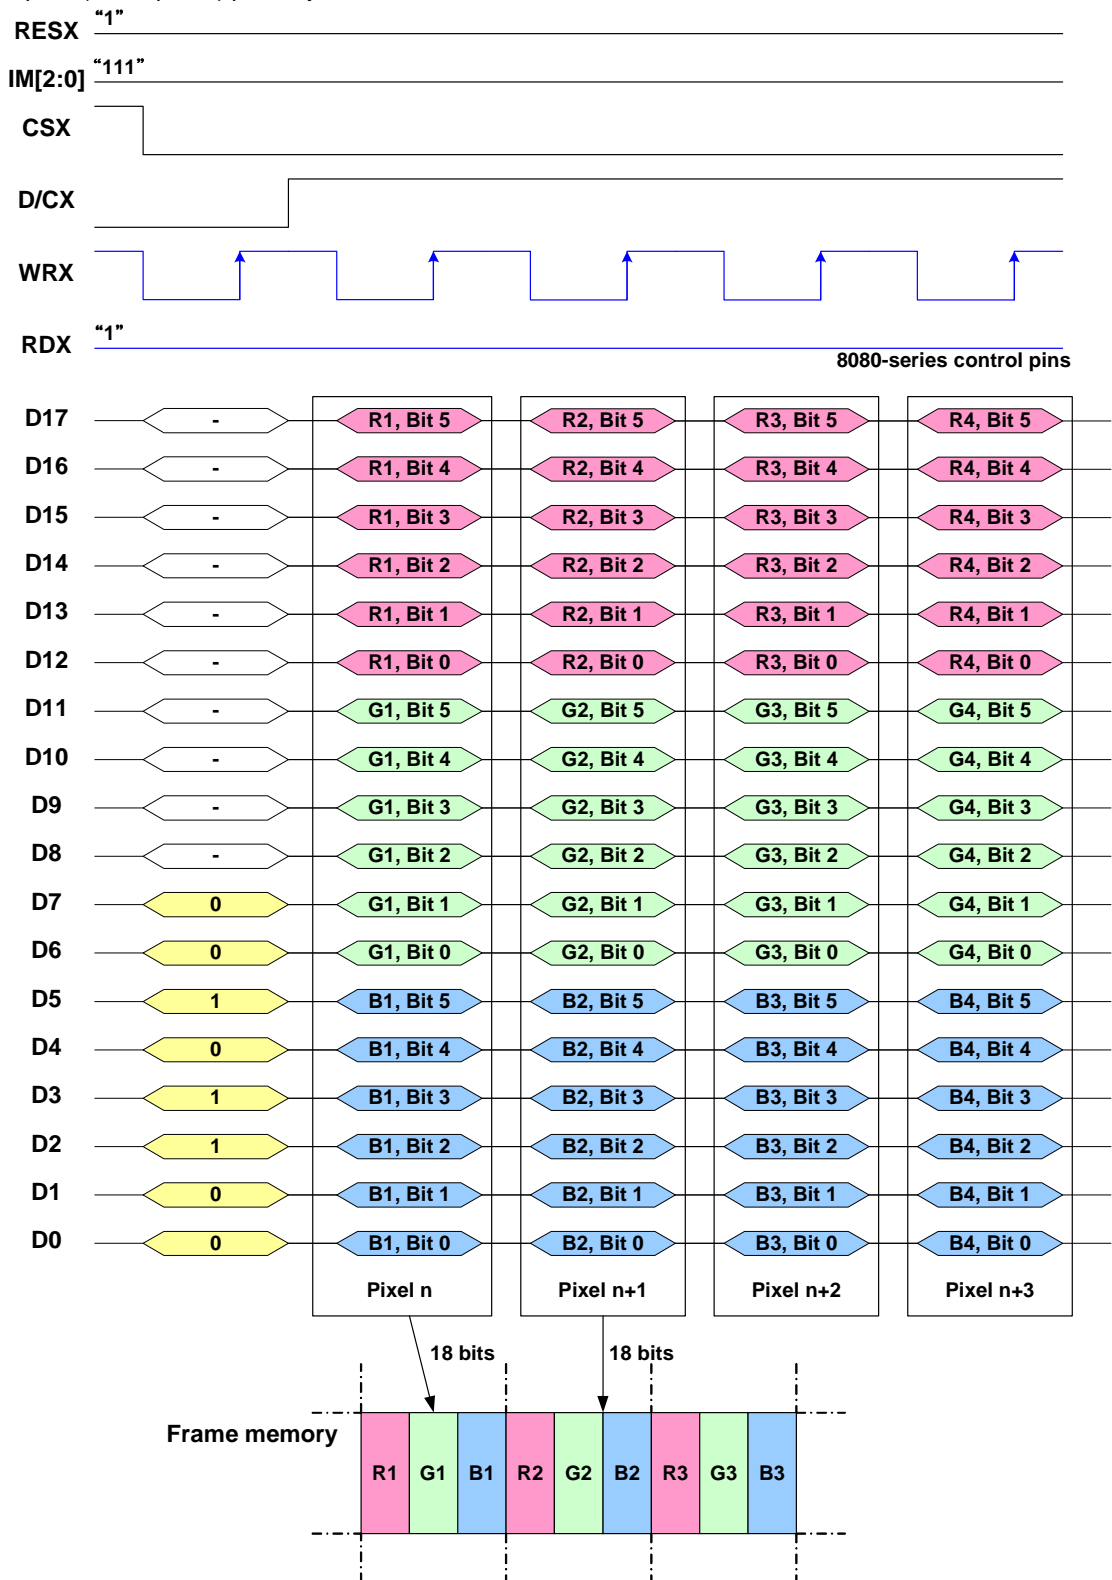 RESX "1"
IM[2:0] "111"
CSX
D/CX
WRX
RDX "1"
8080-series control pins
D17 - R1, Bit 5 R2, Bit 5 R3, Bit 5 R4, Bit 5
D16 - R1, Bit 4 R2, Bit 4 R3, Bit 4 R4, Bit 4
D15 - R1, Bit 3 R2, Bit 3 R3, Bit 3 R4, Bit 3
D14 - R1, Bit 2 R2, Bit 2 R3, Bit 2 R4, Bit 2
D13 - R1, Bit 1 R2, Bit 1 R3, Bit 1 R4, Bit 1
D12 - R1, Bit 0 R2, Bit 0 R3, Bit 0 R4, Bit 0
D11 - G1, Bit 5 G2, Bit 5 G3, Bit 5 G4, Bit 5
D10 - G1, Bit 4 G2, Bit 4 G3, Bit 4 G4, Bit 4
D9 - G1, Bit 3 G2, Bit 3 G3, Bit 3 G4, Bit 3
D8 - G1, Bit 2 G2, Bit 2 G3, Bit 2 G4, Bit 2
D7 0 G1, Bit 1 G2, Bit 1 G3, Bit 1 G4, Bit 1
D6 0 G1, Bit 0 G2, Bit 0 G3, Bit 0 G4, Bit 0
D5 1 B1, Bit 5 B2, Bit 5 B3, Bit 5 B4, Bit 5
D4 0 B1, Bit 4 B2, Bit 4 B3, Bit 4 B4, Bit 4
D3 1 B1, Bit 3 B2, Bit 3 B3, Bit 3 B4, Bit 3
D2 1 B1, Bit 2 B2, Bit 2 B3, Bit 2 B4, Bit 2
D1 0 B1, Bit 1 B2, Bit 1 B3, Bit 1 B4, Bit 1
D0 0 B1, Bit 0 B2, Bit 0 B3, Bit 0 B4, Bit 0
Pixel n Pixel n+1 Pixel n+2 Pixel n+3
18 bits 18 bits
Frame memory
R1 G1 B1 R2 G2 B2 R3 G3 B3